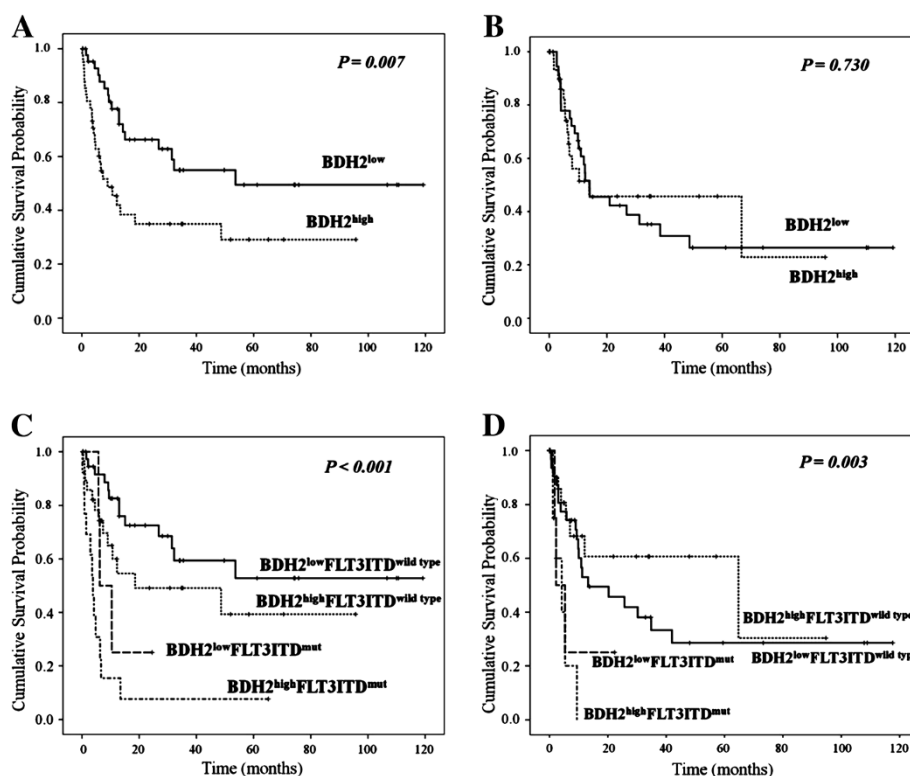 A
P = 0.007
Cumulative Survival Probability
1.0
0.8
0.6
0.4
0.2
0.0
BDH2low
BDH2high
0 20 40 60 80 100 120
Time (months)
B
P = 0.730
Cumulative Survival Probability
1.0
0.8
0.6
0.4
0.2
0.0
BDH2low
BDH2high
0 20 40 60 80 100 120
Time (months)
C
P < 0.001
Cumulative Survival Probability
1.0
0.8
0.6
0.4
0.2
0.0
BDH2lowFLT3ITDwild type
BDH2highFLT3ITDwild type
BDH2lowFLT3ITDmut
BDH2highFLT3ITDmut
0 20 40 60 80 100 120
Time (months)
D
P = 0.003
Cumulative Survival Probability
1.0
0.8
0.6
0.4
0.2
0.0
BDH2highFLT3ITDwild type
BDH2lowFLT3ITDmut BDH2lowFLT3ITDwild type
BDH2highFLT3ITDmut
0 20 40 60 80 100 120
Time (months)